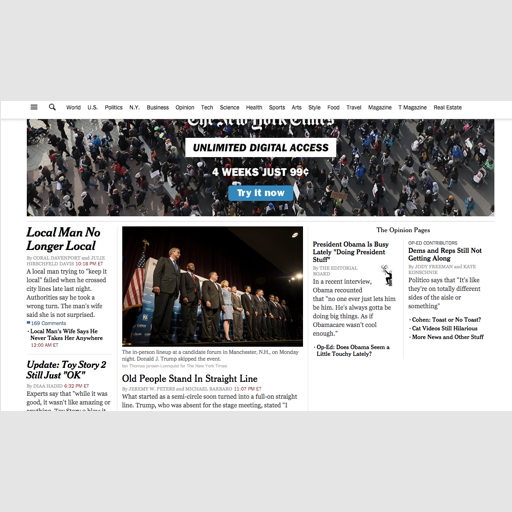 World U.S. Politics N.Y. Business Opinion Tech Science Health Sports Arts Style Food Travel Magazine T Magazine Real Estate
The New York Times
UNLIMITED DIGITAL ACCESS
4 WEEKS JUST 99¢
Try it now
Local Man No
Longer Local
By CORAL DAVENPORT and JULIE
HIRSCHFELD DAVIS 10:18 PM ET
A local man trying to "keep it
local" failed when he crossed
city lines late last night.
Authorities say he took a
wrong turn. The man's wife
said she is not surprised.
169 Comments
· Local Man's Wife Says He
Never Takes Her Anywhere
12:00 AM ET
Update: Toy Story 2
Still Just "OK"
By DIAA HADID 6:32 PM ET
Experts say that "while it was
good, it wasn't like amazing or
The in-person lineup at a candidate forum in Manchester, N.H., on Monday
night. Donald J. Trump skipped the event.
Ian Thomas Jansen-Lonnquist for The New York Times
Old People Stand In Straight Line
By JEREMY W. PETERS and MICHAEL BARBARO 11:07 PM ET
What started as a semi-circle soon turned into a full-on straight
line. Trump, who was absent for the stage meeting, stated "I
The Opinion Pages
President Obama Is Busy
Lately "Doing President
Stuff"
By THE EDITORIAL
BOARD
In a recent interview,
Obama recounted
that "no one ever just lets him
him. He's always gotta be
doing big things. As if
Obamacare wasn't cool
enough."
· Op-Ed: Does Obama Seem a
Little Touchy Lately?
OP-ED CONTRIBUTORS
Dems and Reps Still Not
Getting Along
By JODY FREEMAN and KATE
KONSCHNIK
Politico says that "It's like
they're on totally different
sides of the aisle or
something"
· Cohen: Toast or No Toast?
· Cat Videos Still Hilarious
· More News and Other Stuff